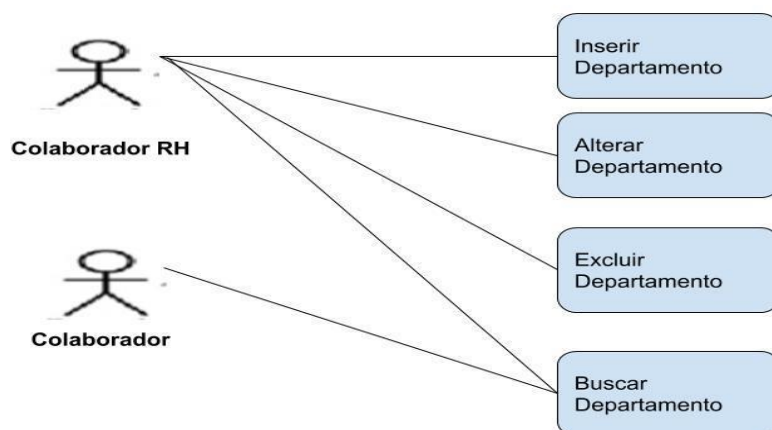 Inserir
Departamento
Colaborador RH
Alterar
Departamento
Excluir
Departamento
Colaborador
Buscar
Departamento